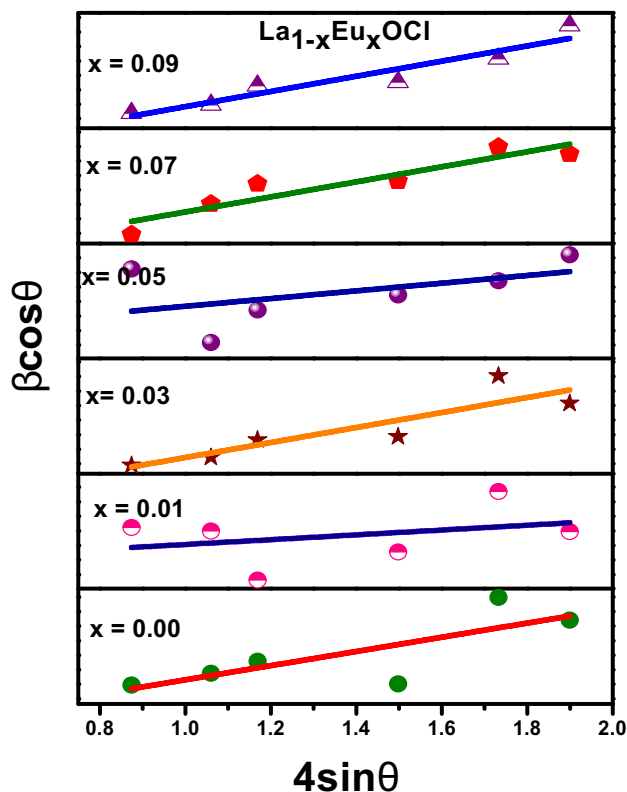 La1-xEuxOCl
x = 0.09
x = 0.07
x= 0.05
x= 0.03
x = 0.01
x = 0.00
βcosθ
0.8 1.0 1.2 1.4 1.6 1.8 2.0
4sinθ